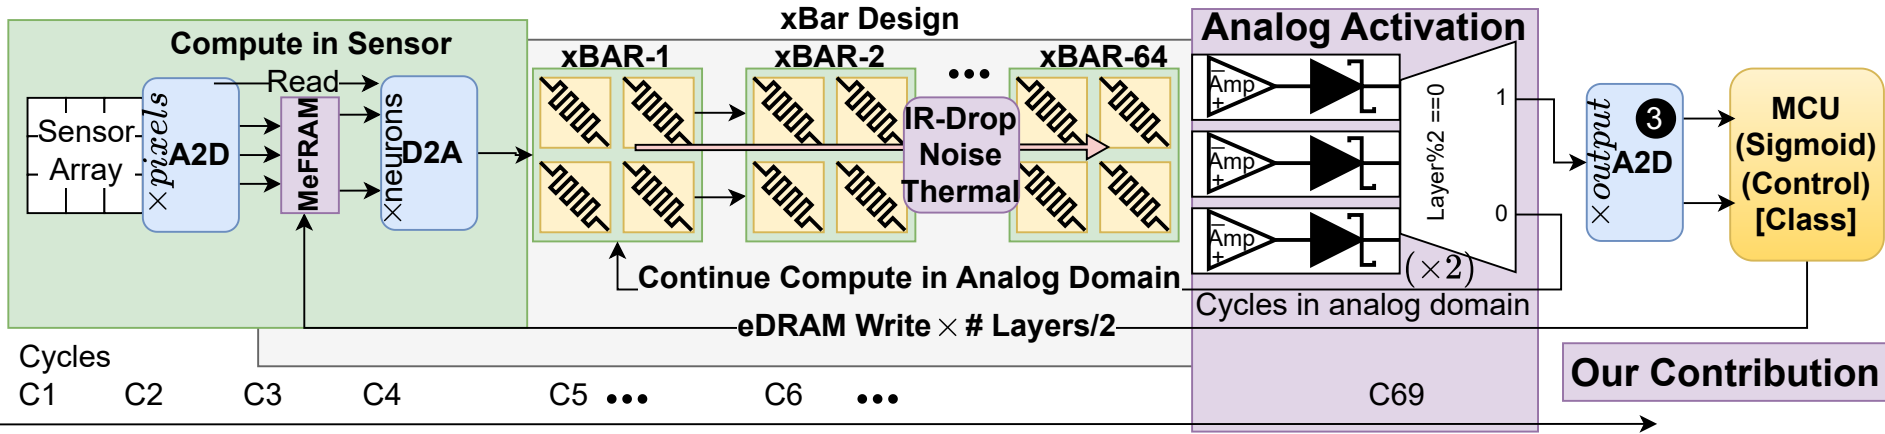 xBar Design
Compute in Sensor
Read
Sensor
Array
×pixels
A2D
MeFRAM
×neurons
D2A
xBAR-1
xBAR-2
•••
xBAR-64
IR-Drop
Noise
Thermal
Analog Activation
Amp
Amp
Amp
− +
− +
− +
Layer%2 ==0
1
0
(×2)
Cycles in analog domain
×output
3
A2D
MCU
(Sigmoid)
(Control)
[Class]
Continue Compute in Analog Domain
eDRAM Write × # Layers/2
Cycles
C1 C2 C3 C4 C5 ••• C6 ••• C69
Our Contribution